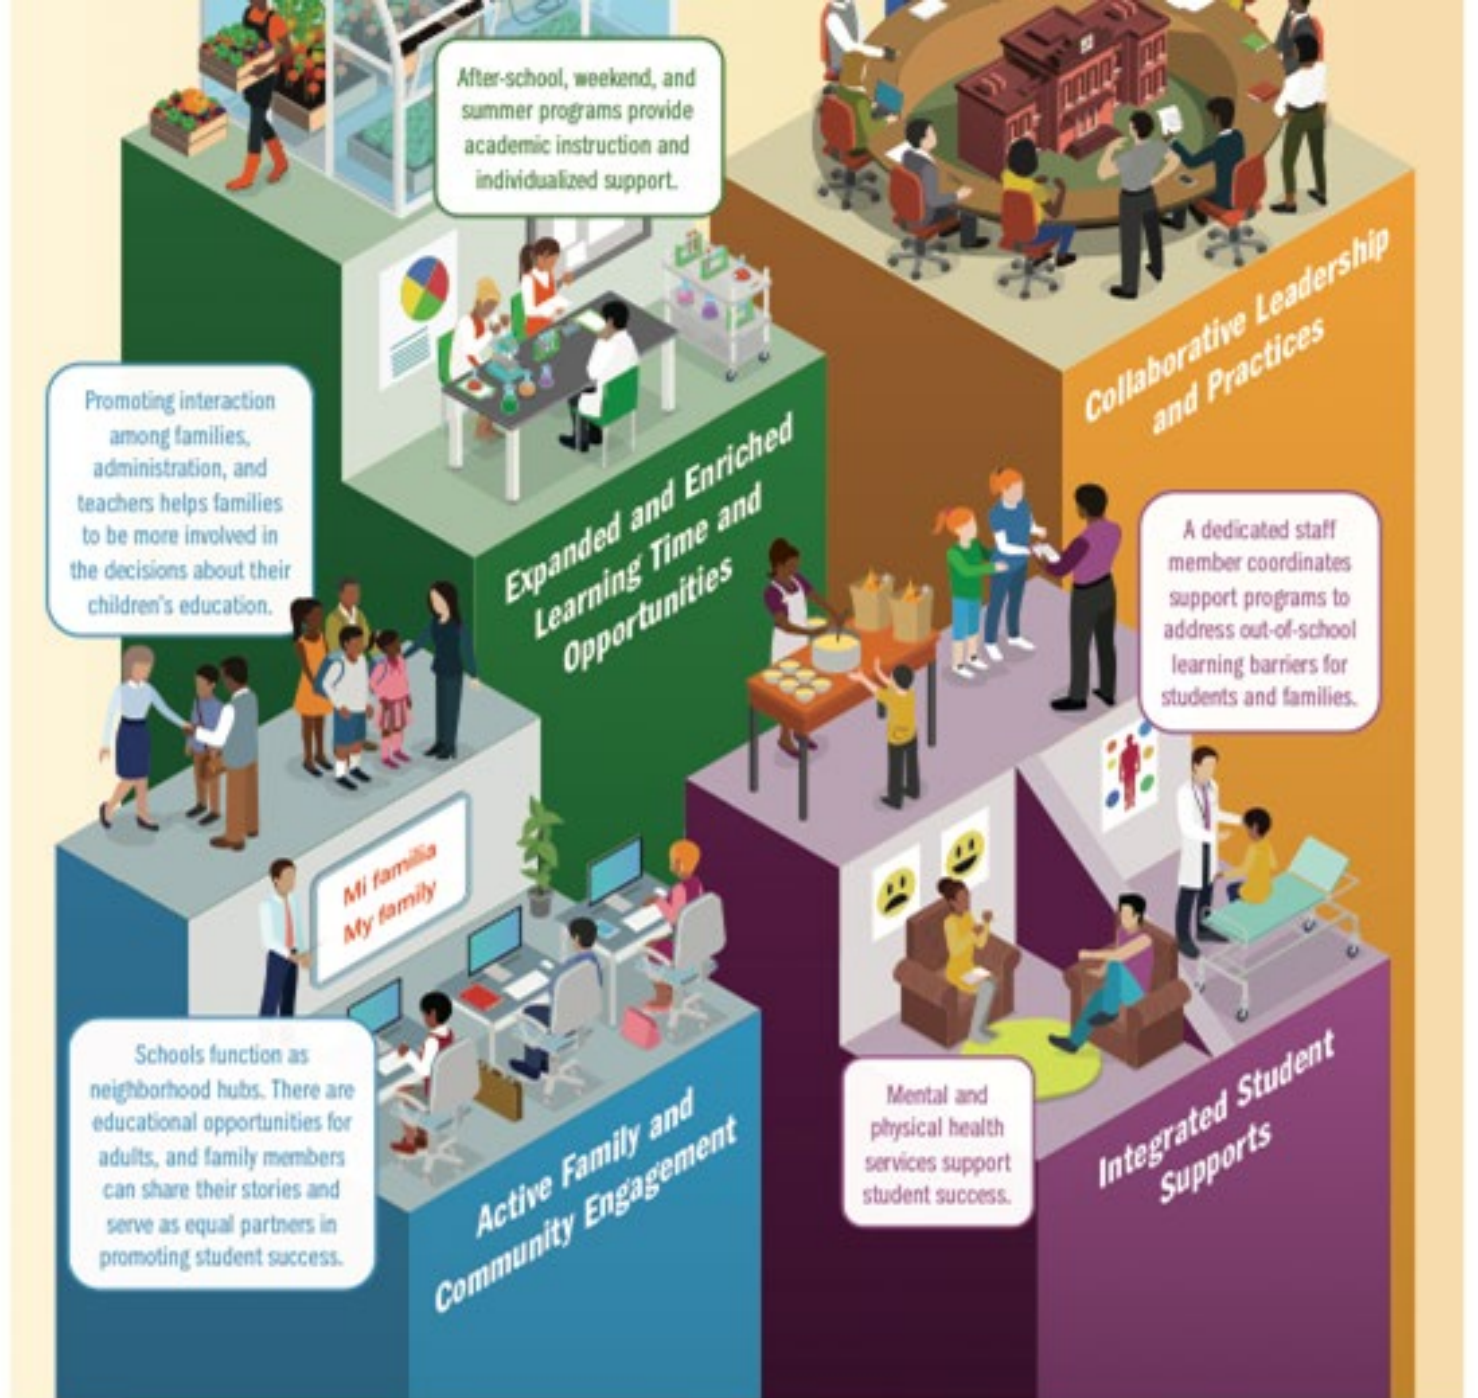 After-school, weekend, and
summer programs provide
academic instruction and
individualized support.
Collaborative Leadership
and Practices
Promoting interaction
among families,
administration, and
teachers helps families
to be more involved in
the decisions about their
children's education.
Expanded and Enriched
Learning Time and
Opportunities
A dedicated staff
member coordinates
support programs to
address out-of-school
learning barriers for
students and families.
Mi famillia
My family
Schools function as
neighborhood hubs. There are
educational opportunities for
adults, and family members
can share their stories and
serve as equal partners in
promoting student success.
Active Family and
Community Engagement
Mental and
physical health
services support
student success.
Integrated Student
Supports